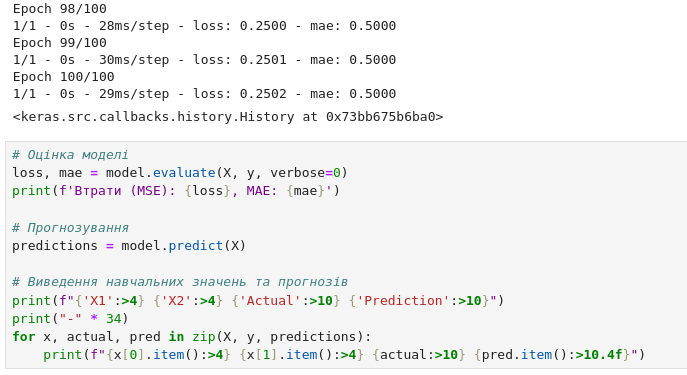 Epoch 98/100
1/1 - 0s - 28ms/step - loss: 0.2500 - mae: 0.5000
Epoch 99/100
1/1 - 0s - 30ms/step - loss: 0.2501 - mae: 0.5000
Epoch 100/100
1/1 - 0s - 29ms/step - loss: 0.2502 - mae: 0.5000
<keras.src.callbacks.history.History at 0x73bb675b6ba0>
# Оцінка моделі
loss, mae = model.evaluate(X, y, verbose=0)
print(f'Втрати (MSE): {loss}, MAE: {mae}')
# Прогнозування
predictions = model.predict(X)
# Виведення навчальних значень та прогнозів
print(f"{'X1':>4} {'X2':>4} {'Actual':>10} {'Prediction':>10}")
print("-" * 34)
for x, actual, pred in zip(X, y, predictions):
    print(f"{x[0].item():>4} {x[1].item():>4} {actual:>10} {pred.item():>10.4f}")